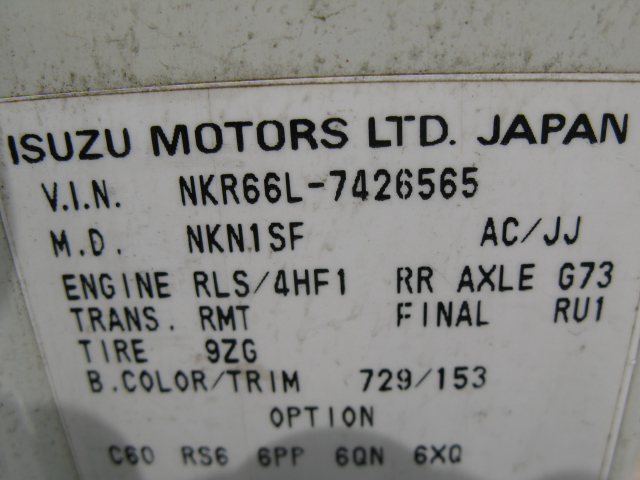 ISUZU MOTORS LTD. JAPAN
V.I.N. NKR66L-7426565
M.D. NKN1SF AC/JJ
ENGINE RLS/4HF1 RR AXLE G73
TRANS. RMT FINAL RU1
TIRE 9ZG
B.COLOR/TRIM 729/153
OPTION
C60 RS6 6PP 6QN 6XQ